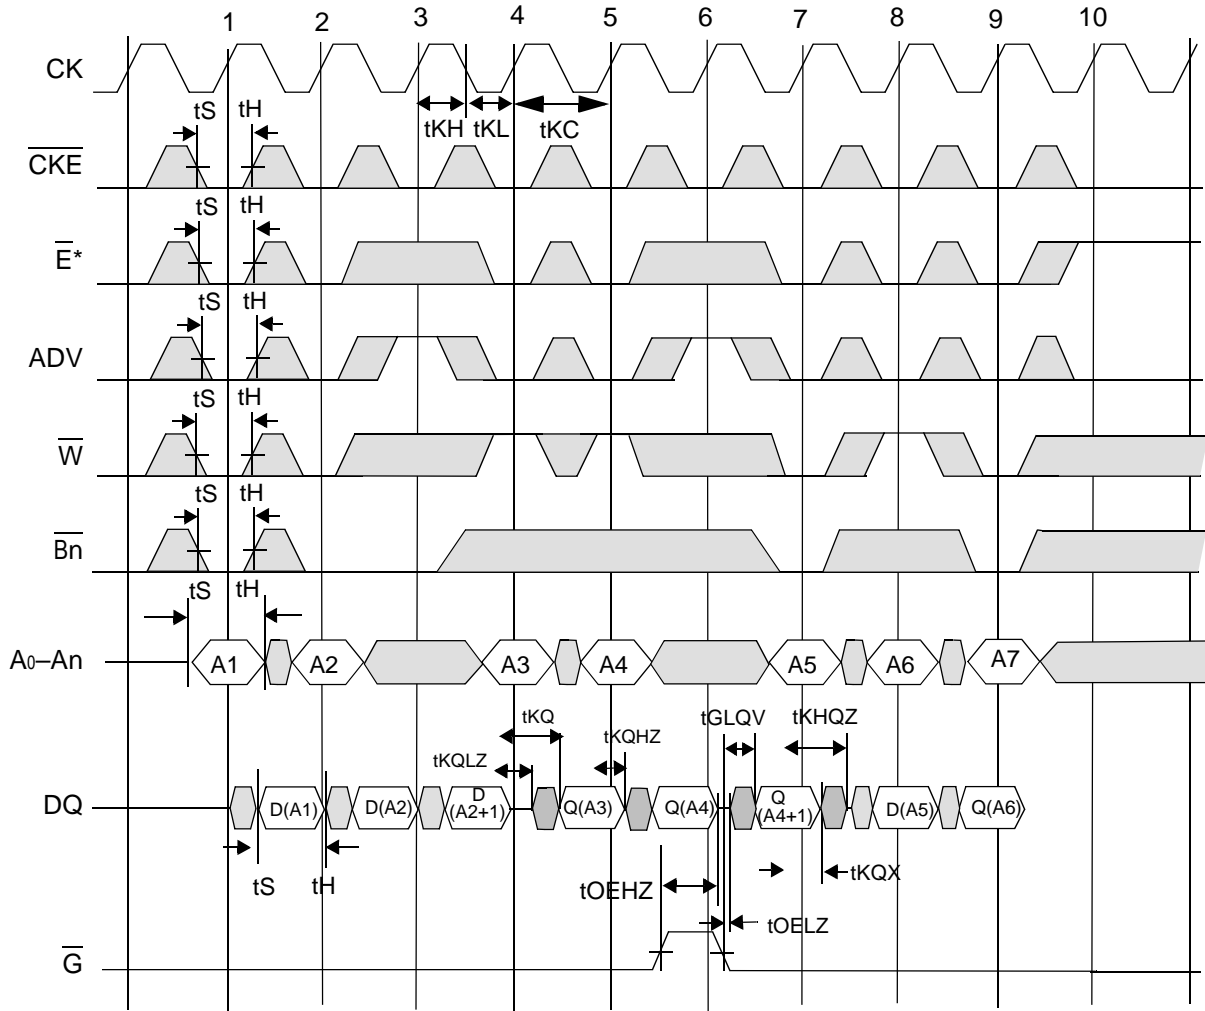 1 2 3 4 5 6 7 8 9 10
CK
tS tH tKH tKL tKC
CKE
tS tH
E*
tS tH
ADV
tS tH
W
tS tH
Bn
tS tH
A0–An A1 A2 A3 A4 A5 A6 A7
tKQ tGLQV tKHQZ
tKQLZ tKQHZ
DQ D(A1) D(A2) D (A2+1) Q(A3) Q(A4) Q (A4+1) D(A5) Q(A6)
tS tH tOEHZ tKQX
tOELZ
G